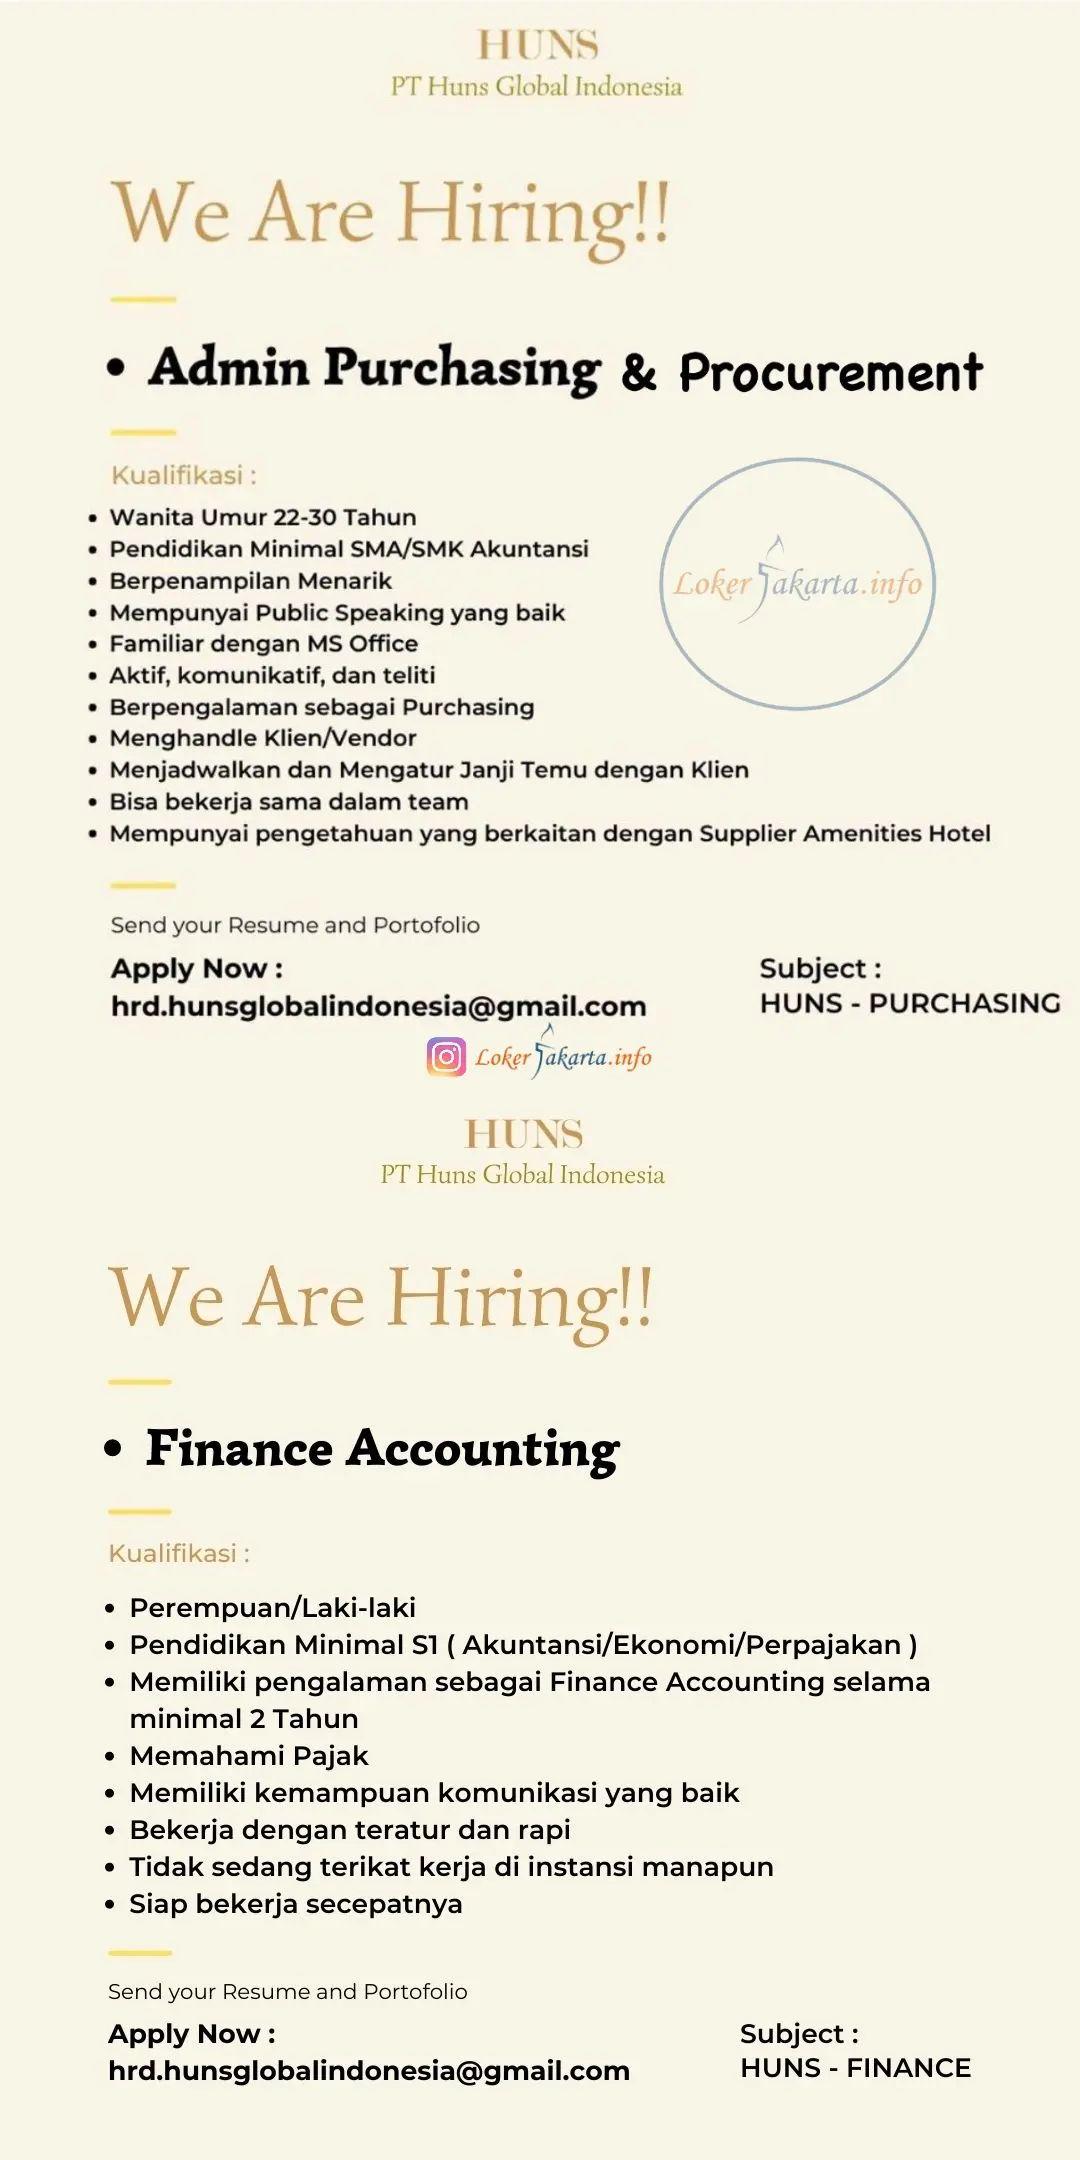 HUNS
PT Huns Global Indonesia
We Are Hiring!!
• Admin Purchasing & Procurement
Kualifikasi :
• Wanita Umur 22-30 Tahun
• Pendidikan Minimal SMA/SMK Akuntansi
• Berpenampilan Menarik
• Mempunyai Public Speaking yang baik
• Familiar dengan MS Office
• Aktif, komunikatif, dan teliti
• Berpengalaman sebagai Purchasing
• Menghandle Klien/Vendor
• Menjadwalkan dan Mengatur Janji Temu dengan Klien
• Bisa bekerja sama dalam team
• Mempunyai pengetahuan yang berkaitan dengan Supplier Amenities Hotel
Loker Jakarta.info
Send your Resume and Portofolio
Apply Now :
hrd.hunsglobalindonesia@gmail.com
Subject :
HUNS - PURCHASING
Loker Jakarta.info
HUNS
PT Huns Global Indonesia
We Are Hiring!!
• Finance Accounting
Kualifikasi :
• Perempuan/Laki-laki
• Pendidikan Minimal S1 ( Akuntansi/Ekonomi/Perpajakan )
• Memiliki pengalaman sebagai Finance Accounting selama
minimal 2 Tahun
• Memahami Pajak
• Memiliki kemampuan komunikasi yang baik
• Bekerja dengan teratur dan rapi
• Tidak sedang terikat kerja di instansi manapun
• Siap bekerja secepatnya
Send your Resume and Portofolio
Apply Now :
hrd.hunsglobalindonesia@gmail.com
Subject :
HUNS - FINANCE